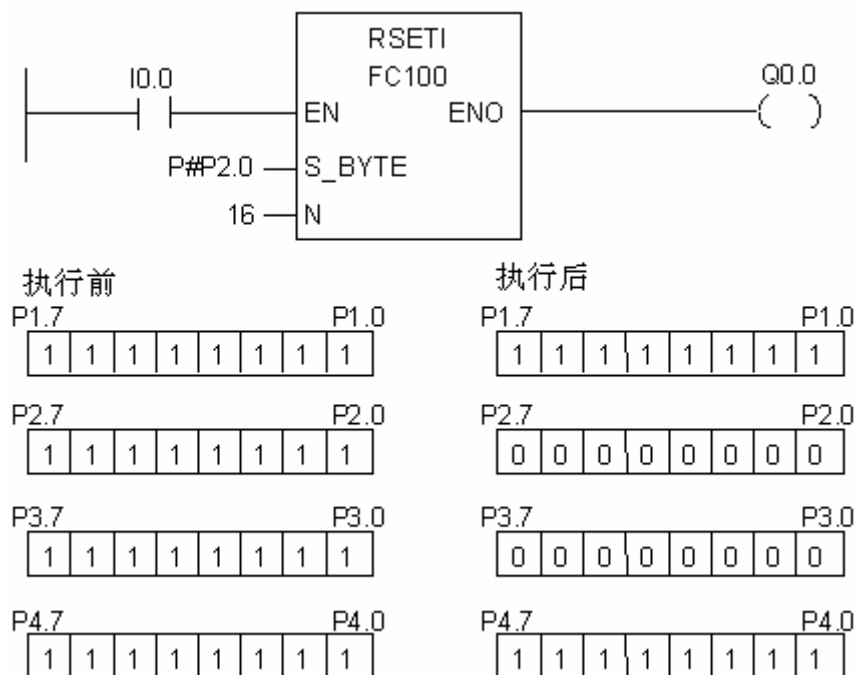 RSETI
FC100
I0.0
Q0.0
EN ENO
P#P2.0 S_BYTE
16 N
执行前 执行后
P1.7 P1.0 P1.7 P1.0
1 1 1 1 1 1 1 1 1 1 1 1 1 1 1 1
P2.7 P2.0 P2.7 P2.0
1 1 1 1 1 1 1 1 0 0 0 0 0 0 0 0
P3.7 P3.0 P3.7 P3.0
1 1 1 1 1 1 1 1 0 0 0 0 0 0 0 0
P4.7 P4.0 P4.7 P4.0
1 1 1 1 1 1 1 1 1 1 1 1 1 1 1 1